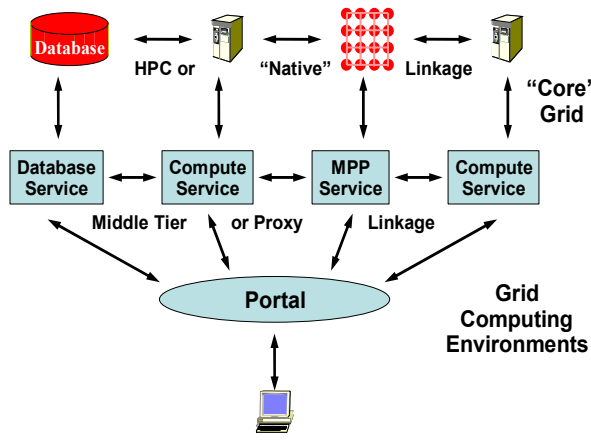 Database
HPC or
“Native”
Linkage
“Core’
Grid
Database
Service
Compute
Service
MPP
Service
Compute
Service
Middle Tier
or Proxy
Linkage
Portal
Grid
Computing
Environments